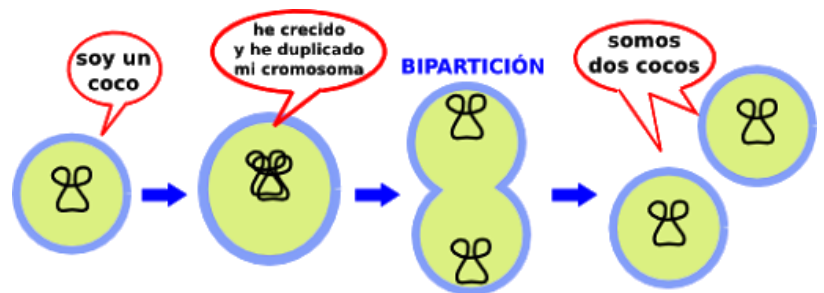 soy un
coco
he crecido
y he duplicado
mi cromosoma
BIPARTICIÓN
somos
dos cocos